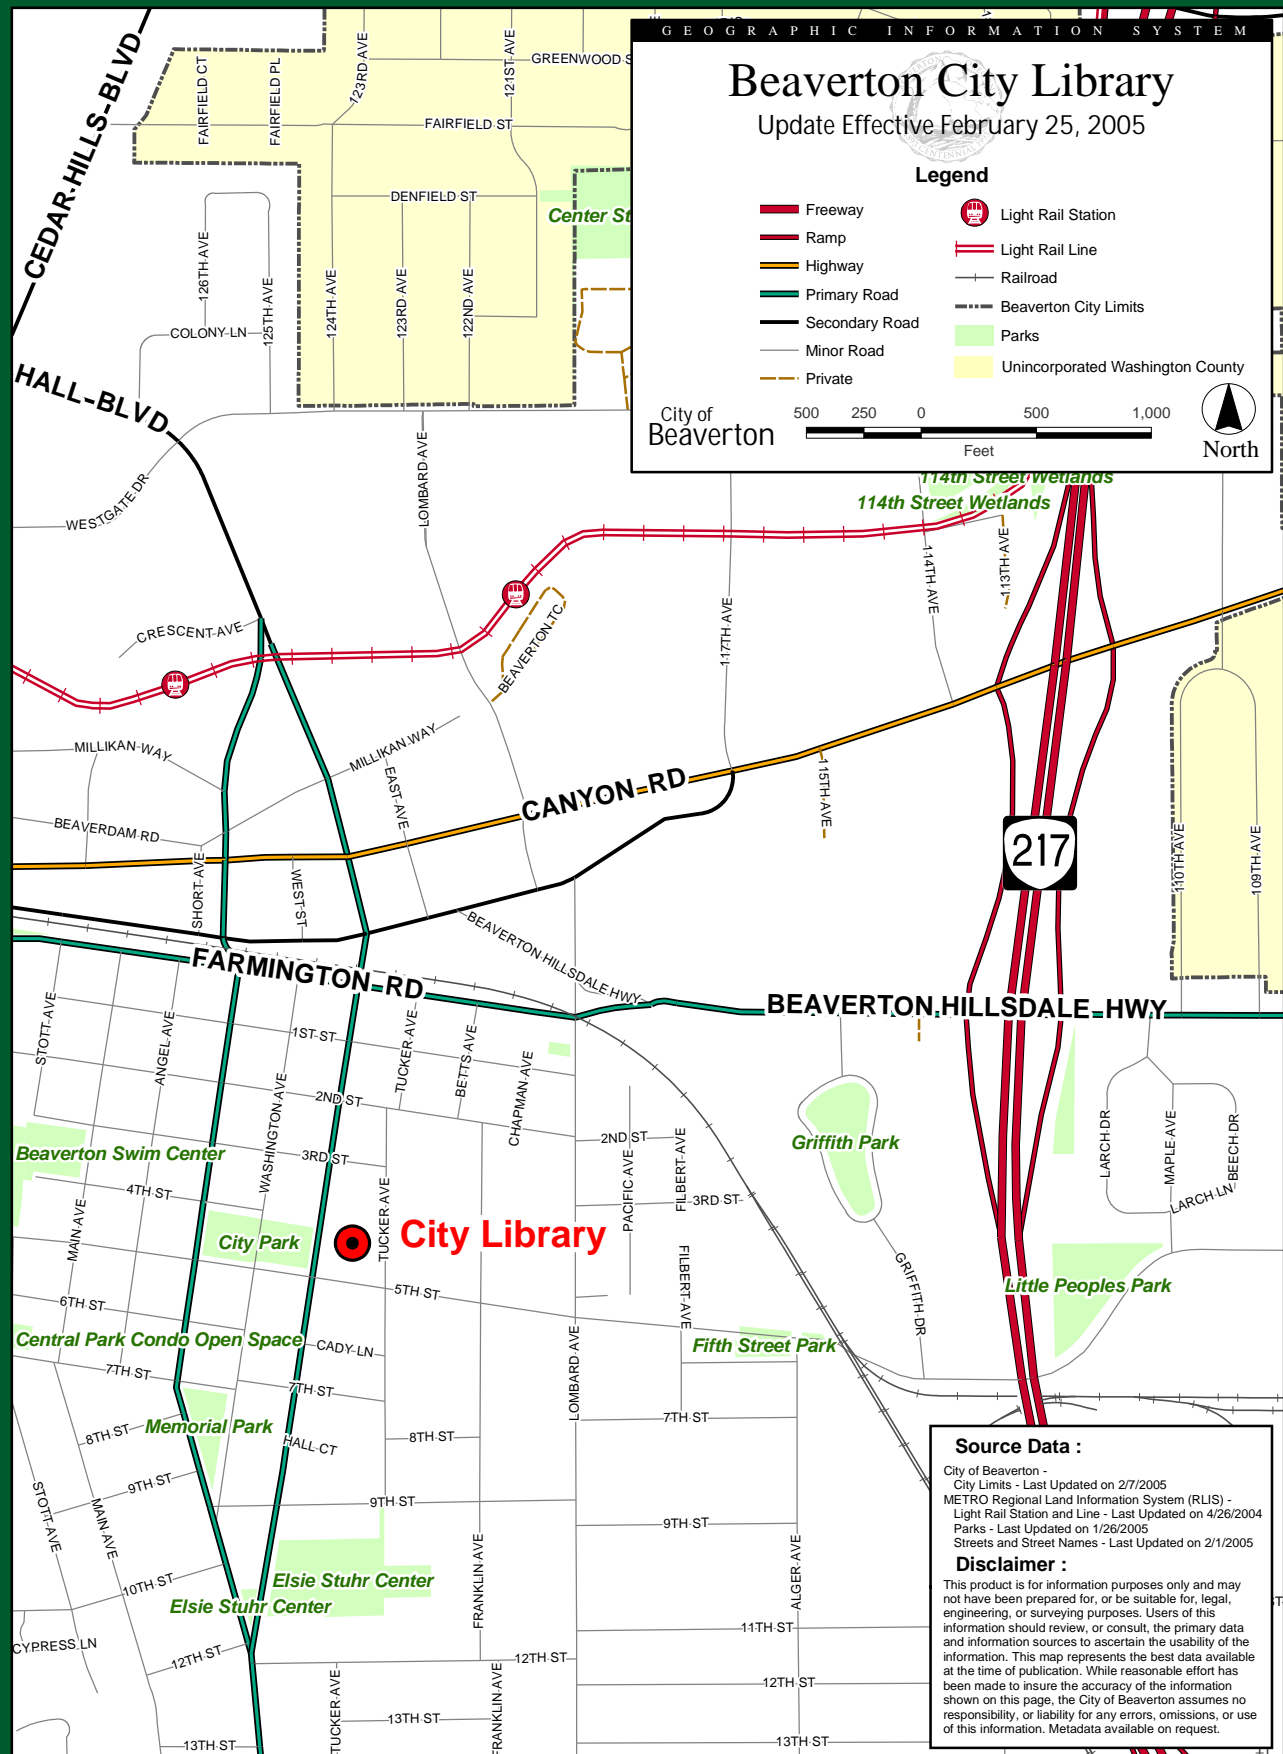 GEOGRAPHIC INFORMATION SYSTEM
Beaverton City Library
Update Effective February 25, 2005
Legend
Freeway
Ramp
Highway
Primary Road
Secondary Road
Minor Road
Private
Light Rail Station
Light Rail Line
Railroad
Beaverton City Limits
Parks
Unincorporated Washington County
City of
Beaverton
500 250 0 500 1,000
Feet
North
CEDAR HILLS BLVD
FAIRFIELD CT
FAIRFIELD PL
123RD AVE
121ST AVE
GREENWOOD S
FAIRFIELD ST
DENFIELD ST
Center St
126TH AVE
125TH AVE
124TH AVE
123RD AVE
122ND AVE
COLONY LN
HALL BLVD
WESTGATE DR
LOMBARD AVE
114th Street Wetlands
114th Street Wetlands
113TH AVE
114TH AVE
117TH AVE
CRESCENT AVE
BEAVERTON TC
MILLIKAN WAY
MILLIKAN WAY
EAST AVE
CANYON RD
115TH AVE
BEAVERDAM RD
217
SHORT AVE
WEST ST
110TH AVE
109TH AVE
BEAVERTON HILLSDALE HWY
FARMINGTON RD
BEAVERTON HILLSDALE HWY
STOTT AVE
ANGEL AVE
1ST ST
TUCKER AVE
BETTS AVE
CHAPMAN AVE
WASHINGTON AVE
2ND ST
2ND ST
Beaverton Swim Center
3RD ST
PACIFIC AVE
FILBERT AVE
Griffith Park
LARCH DR
MAPLE AVE
BEECH DR
4TH ST
3RD ST
LARCH LN
MAIN AVE
City Park
TUCKER AVE
City Library
5TH ST
FILBERT AVE
GRIFFITH DR
Little Peoples Park
6TH ST
Central Park Condo Open Space
CADY LN
LOMBARD AVE
Fifth Street Park
7TH ST
7TH ST
Memorial Park
8TH ST
HALL CT
8TH ST
7TH ST
9TH ST
STOTT AVE
MAIN AVE
9TH ST
9TH ST
FRANKLIN AVE
ALGER AVE
10TH ST
Elsie Stuhr Center
Elsie Stuhr Center
CYPRESS LN
12TH ST
12TH ST
11TH ST
12TH ST
TUCKER AVE
FRANKLIN AVE
13TH ST
13TH ST
13TH ST
Source Data :
City of Beaverton -
City Limits - Last Updated on 2/7/2005
METRO Regional Land Information System (RLIS) -
Light Rail Station and Line - Last Updated on 4/26/2004
Parks - Last Updated on 1/26/2005
Streets and Street Names - Last Updated on 2/1/2005
Disclaimer :
This product is for information purposes only and may
not have been prepared for, or be suitable for, legal,
engineering, or surveying purposes. Users of this
information should review, or consult, the primary data
and information sources to ascertain the usability of the
information. This map represents the best data available
at the time of publication. While reasonable effort has
been made to insure the accuracy of the information
shown on this page, the City of Beaverton assumes no
responsibility, or liability for any errors, omissions, or use
of this information. Metadata available on request.